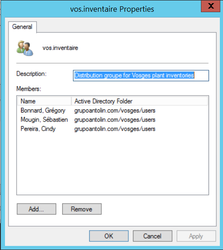 vos.inventaire Properties
General
vos.inventaire
Description:
Distribution groupe for Vosges plant inventories
Members:
Name Active Directory Folder
Bonnard, Grégory grupoantolin.com/vosges/users
Mougin, Sébastien grupoantolin.com/vosges/users
Pereira, Cindy grupoantolin.com/vosges/users
Add... Remove
OK Cancel Apply